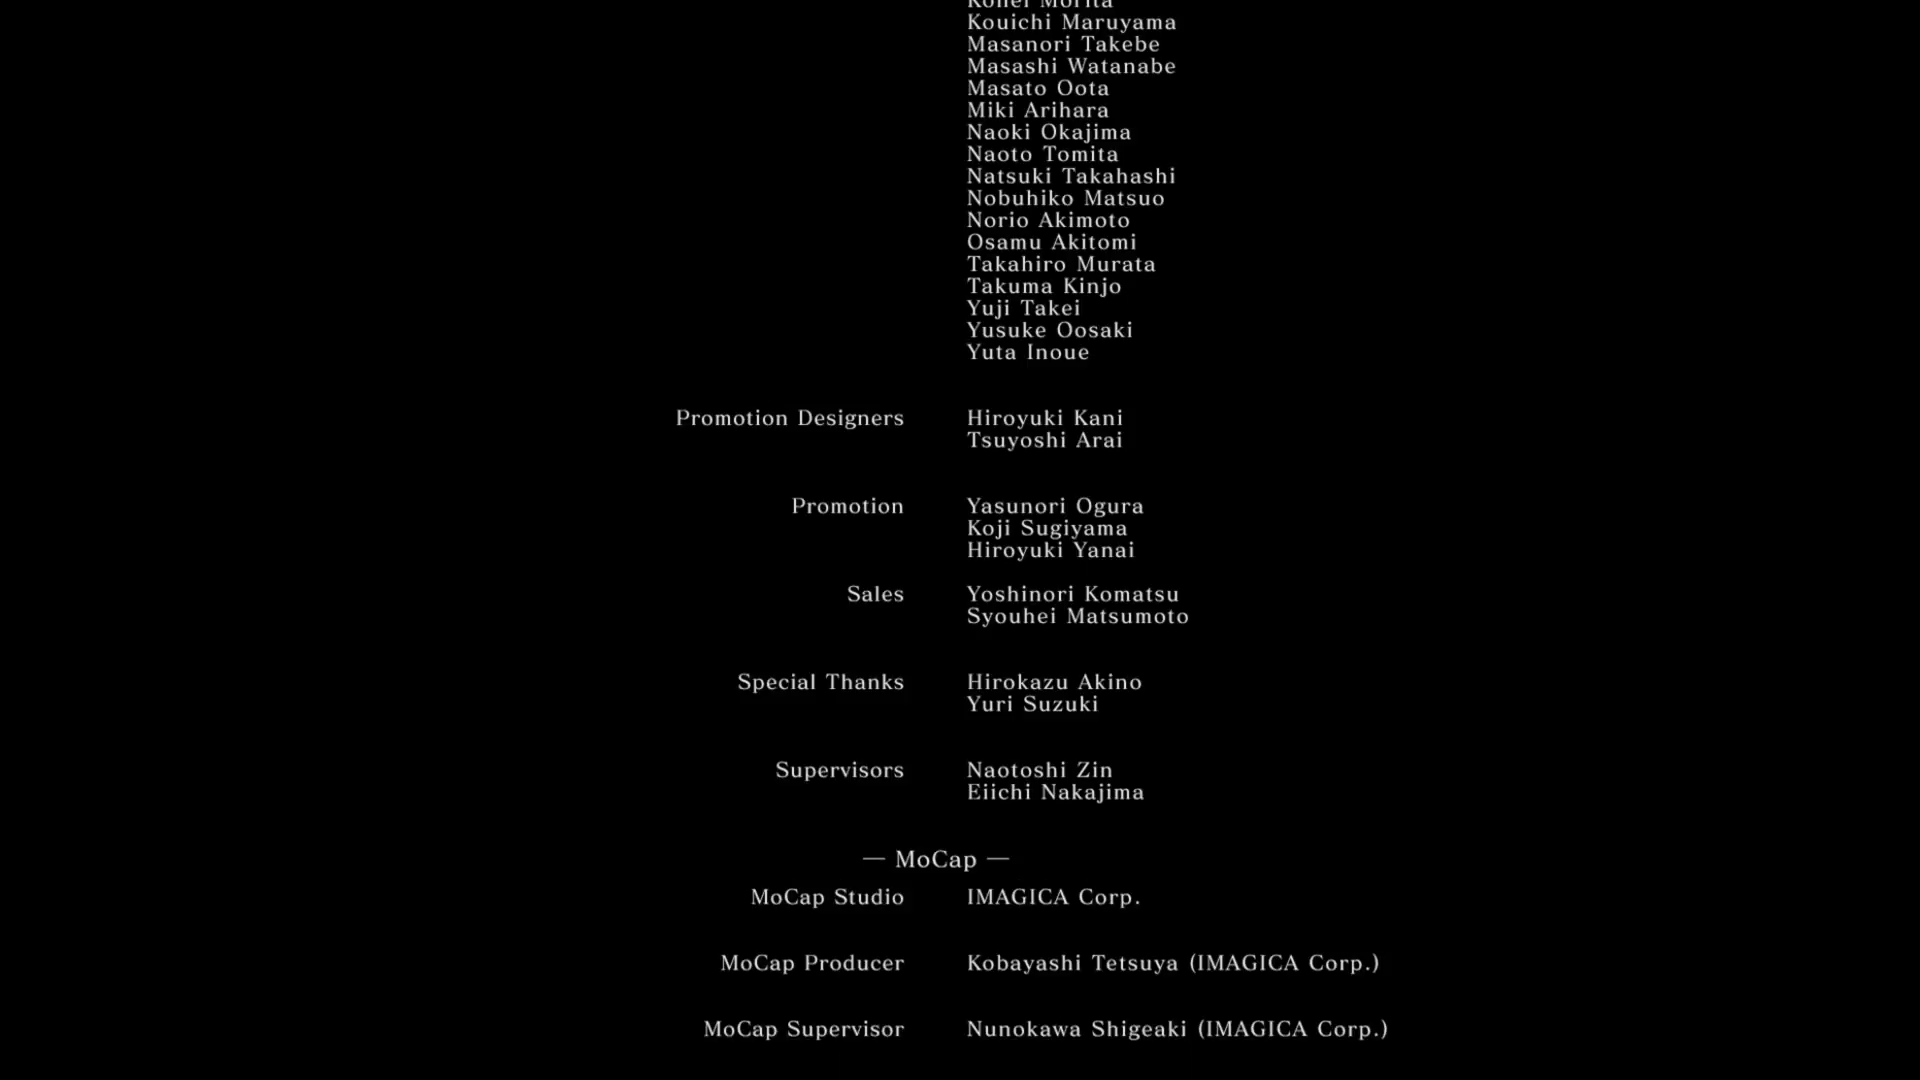 Kohei Morita
Kouichi Maruyama
Masanori Takebe
Masashi Watanabe
Masato Oota
Miki Arihara
Naoki Okajima
Naoto Tomita
Natsuki Takahashi
Nobuhiko Matsuo
Norio Akimoto
Osamu Akitomi
Takahiro Murata
Takuma Kinjo
Yuji Takei
Yusuke Oosaki
Yuta Inoue
Promotion Designers Hiroyuki Kani
Tsuyoshi Arai
Promotion Yasunori Ogura
Koji Sugiyama
Hiroyuki Yanai
Sales Yoshinori Komatsu
Syouhei Matsumoto
Special Thanks Hirokazu Akino
Yuri Suzuki
Supervisors Naotoshi Zin
Eiichi Nakajima
— MoCap —
MoCap Studio IMAGICA Corp.
MoCap Producer Kobayashi Tetsuya (IMAGICA Corp.)
MoCap Supervisor Nunokawa Shigeaki (IMAGICA Corp.)